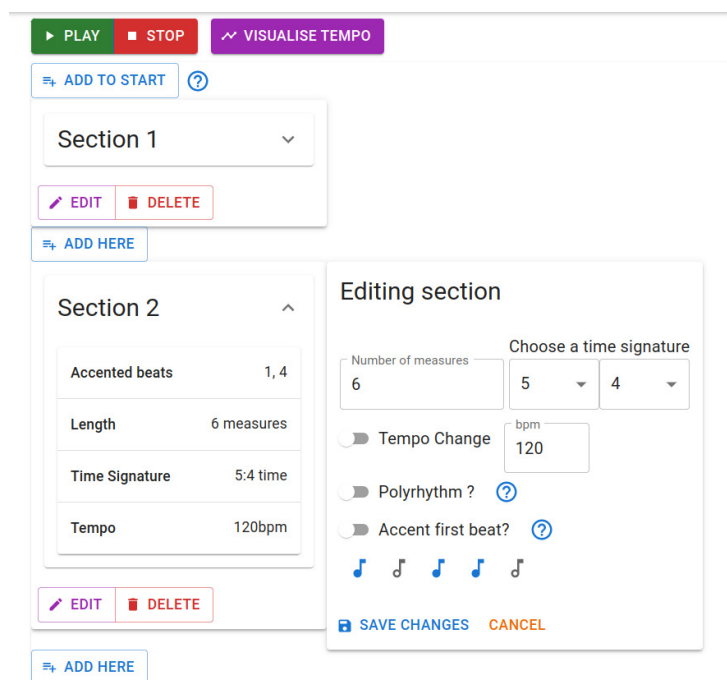 PLAY STOP VISUALISE TEMPO
ADD TO START ?
Section 1
EDIT DELETE
ADD HERE
Section 2
Accented beats 1, 4
Length 6 measures
Time Signature 5:4 time
Tempo 120bpm
EDIT DELETE
Editing section
Choose a time signature
Number of measures
6 5 4
Tempo Change
bpm
120
Polyrhythm ? ?
Accent first beat? ?
SAVE CHANGES CANCEL
ADD HERE